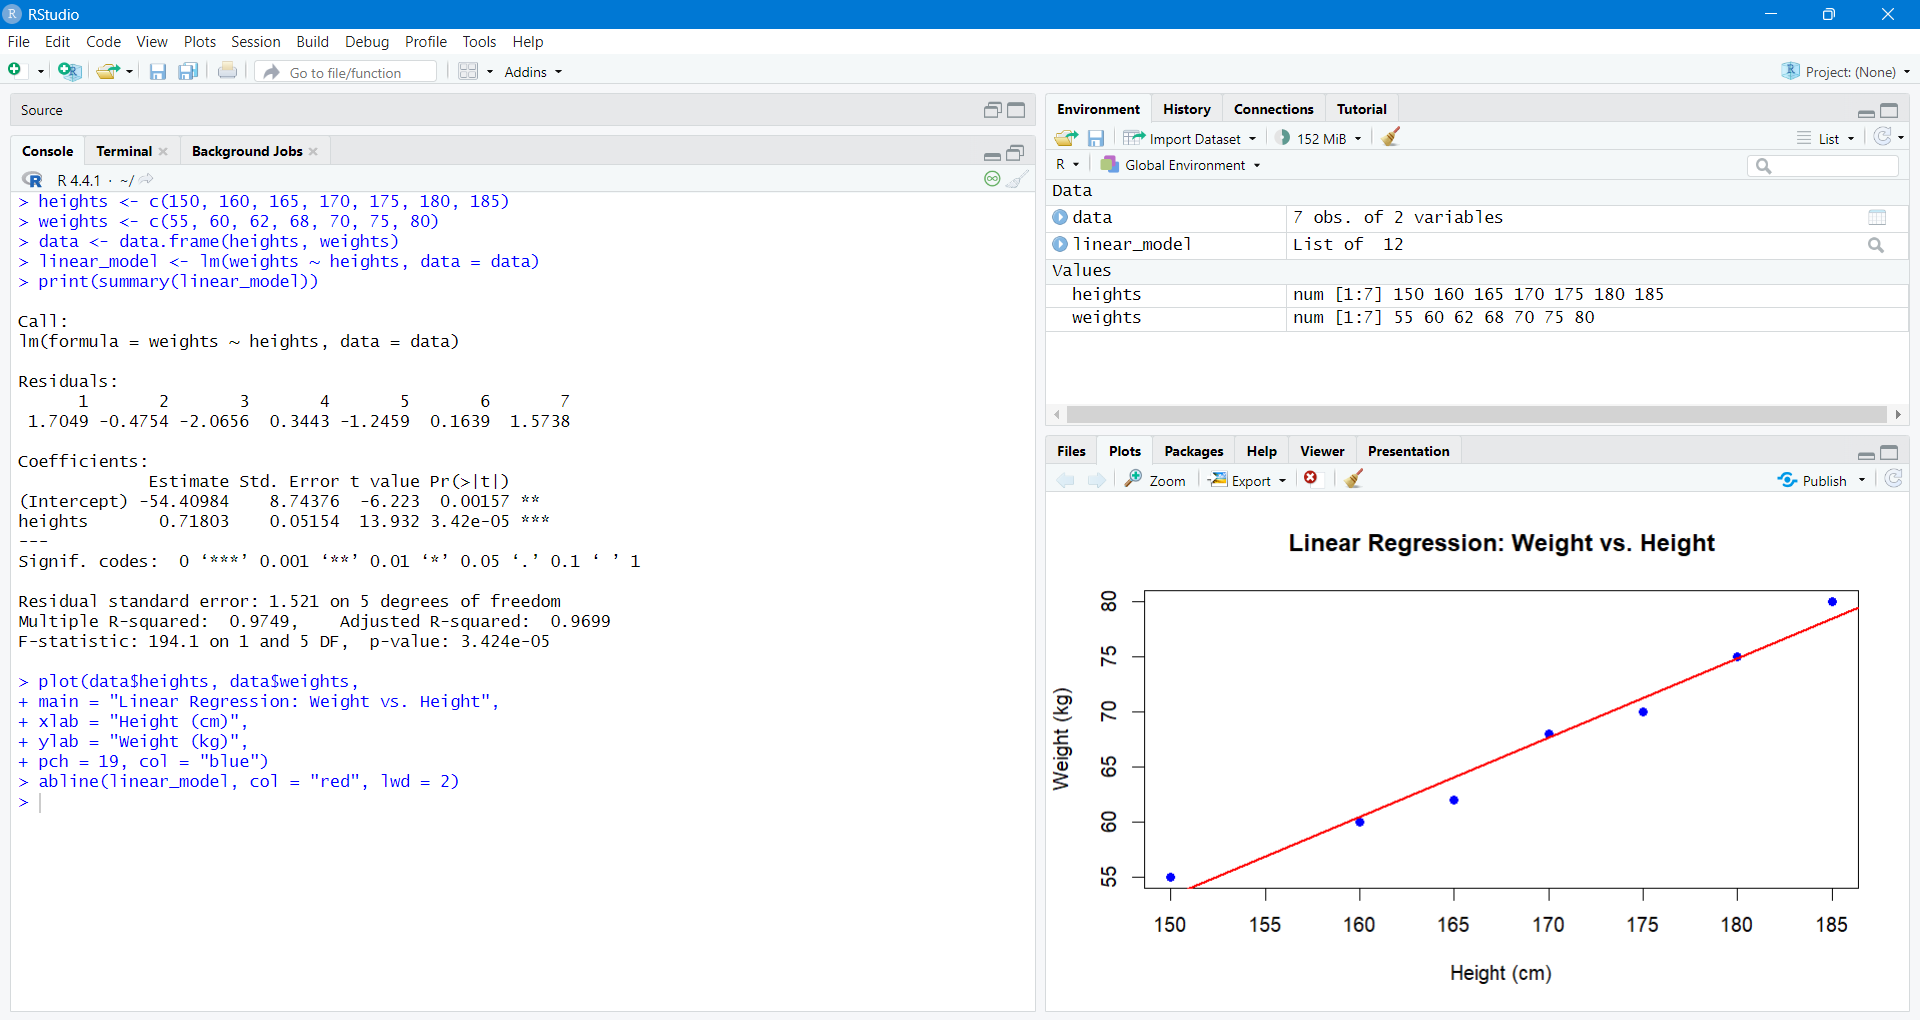 RStudio
File Edit Code View Plots Session Build Debug Profile Tools Help
Go to file/function Addins Project: (None)
Source
Console Terminal Background Jobs
R 4.4.1 · ~/
> heights <- c(150, 160, 165, 170, 175, 180, 185)
> weights <- c(55, 60, 62, 68, 70, 75, 80)
> data <- data.frame(heights, weights)
> linear_model <- lm(weights ~ heights, data = data)
> print(summary(linear_model))
Call:
lm(formula = weights ~ heights, data = data)
Residuals:
      1       2       3       4       5       6       7
 1.7049 -0.4754 -2.0656  0.3443 -1.2459  0.1639  1.5738
Coefficients:
             Estimate Std. Error t value Pr(>|t|)
(Intercept) -54.40984    8.74376  -6.223  0.00157 **
heights       0.71803    0.05154  13.932 3.42e-05 ***
---
Signif. codes:  0 ‘***’ 0.001 ‘**’ 0.01 ‘*’ 0.05 ‘.’ 0.1 ‘ ’ 1
Residual standard error: 1.521 on 5 degrees of freedom
Multiple R-squared:  0.9749,    Adjusted R-squared:  0.9699
F-statistic: 194.1 on 1 and 5 DF,  p-value: 3.424e-05
> plot(data$heights, data$weights,
+ main = "Linear Regression: Weight vs. Height",
+ xlab = "Height (cm)",
+ ylab = "Weight (kg)",
+ pch = 19, col = "blue")
> abline(linear_model, col = "red", lwd = 2)
>
Environment History Connections Tutorial
Import Dataset 152 MiB List
R Global Environment
Data
data 7 obs. of 2 variables
linear_model List of  12
Values
heights num [1:7] 150 160 165 170 175 180 185
weights num [1:7] 55 60 62 68 70 75 80
Files Plots Packages Help Viewer Presentation
Zoom Export Publish
Linear Regression: Weight vs. Height
Weight (kg)
80
75
70
65
60
55
150 155 160 165 170 175 180 185
Height (cm)